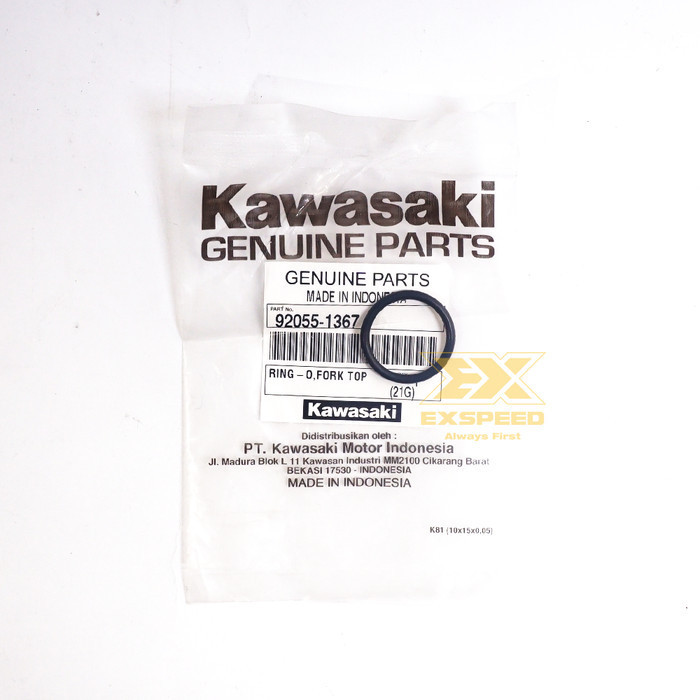 Kawasaki
GENUINE PARTS
GENUINE PARTS
MADE IN INDONESIA
PART No.
92055-1367
RING - O,FORK TOP
(21G)
Kawasaki
EX
EXSPEED
Always First
Didistribusikan oleh :
PT. Kawasaki Motor Indonesia
Jl. Madura Blok L 11 Kawasan Industri MM2100 Cikarang Barat
BEKASI 17530 - INDONESIA
MADE IN INDONESIA
K81 (10x15x0.05)